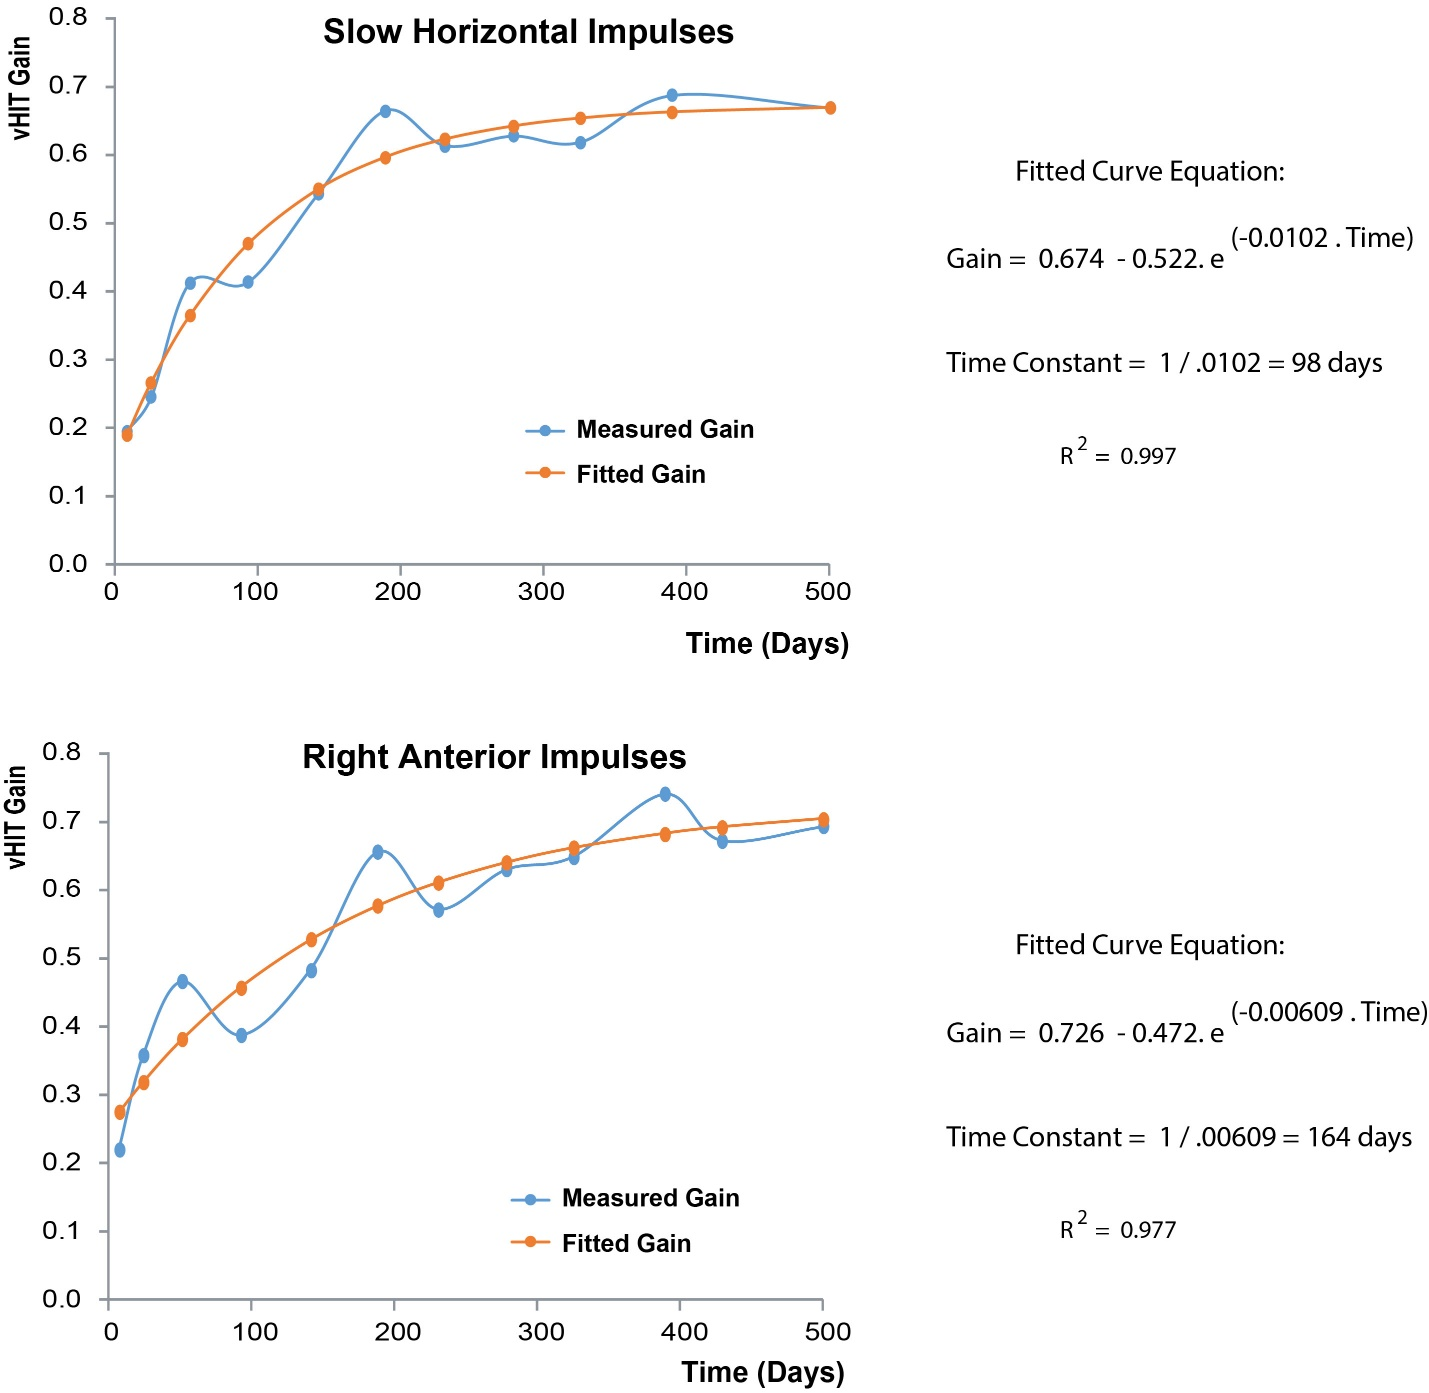 Slow Horizontal Impulses
vHIT Gain
0.8
0.7
0.6
0.5
0.4
0.3
0.2
0.1
0.0
0 100 200 300 400 500
Time (Days)
Measured Gain
Fitted Gain
Fitted Curve Equation:
Gain = 0.674 - 0.522. e (-0.0102 . Time)
Time Constant = 1 / .0102 = 98 days
R 2 = 0.997
Right Anterior Impulses
vHIT Gain
0.8
0.7
0.6
0.5
0.4
0.3
0.2
0.1
0.0
0 100 200 300 400 500
Time (Days)
Measured Gain
Fitted Gain
Fitted Curve Equation:
Gain = 0.726 - 0.472. e (-0.00609 . Time)
Time Constant = 1 / .00609 = 164 days
R 2 = 0.977